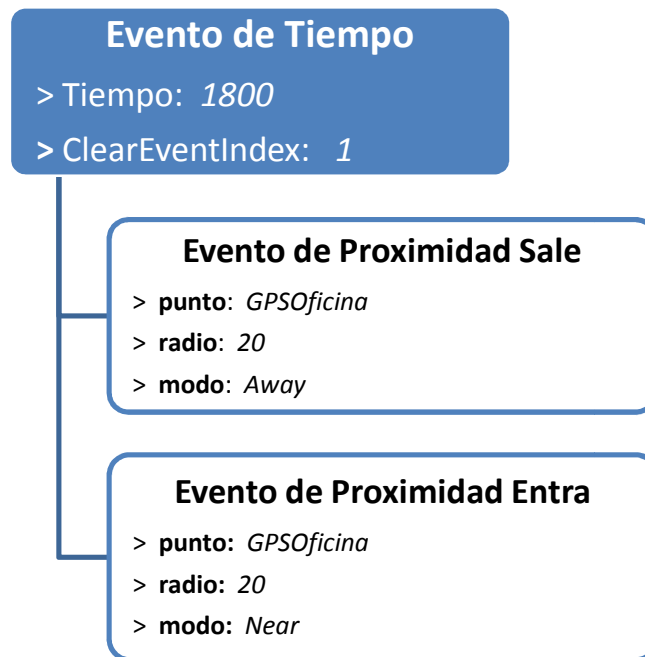 Evento de Tiempo
> Tiempo: 1800
> ClearEventIndex: 1
Evento de Proximidad Sale
> punto: GPSOficina
> radio: 20
> modo: Away
Evento de Proximidad Entra
> punto: GPSOficina
> radio: 20
> modo: Near